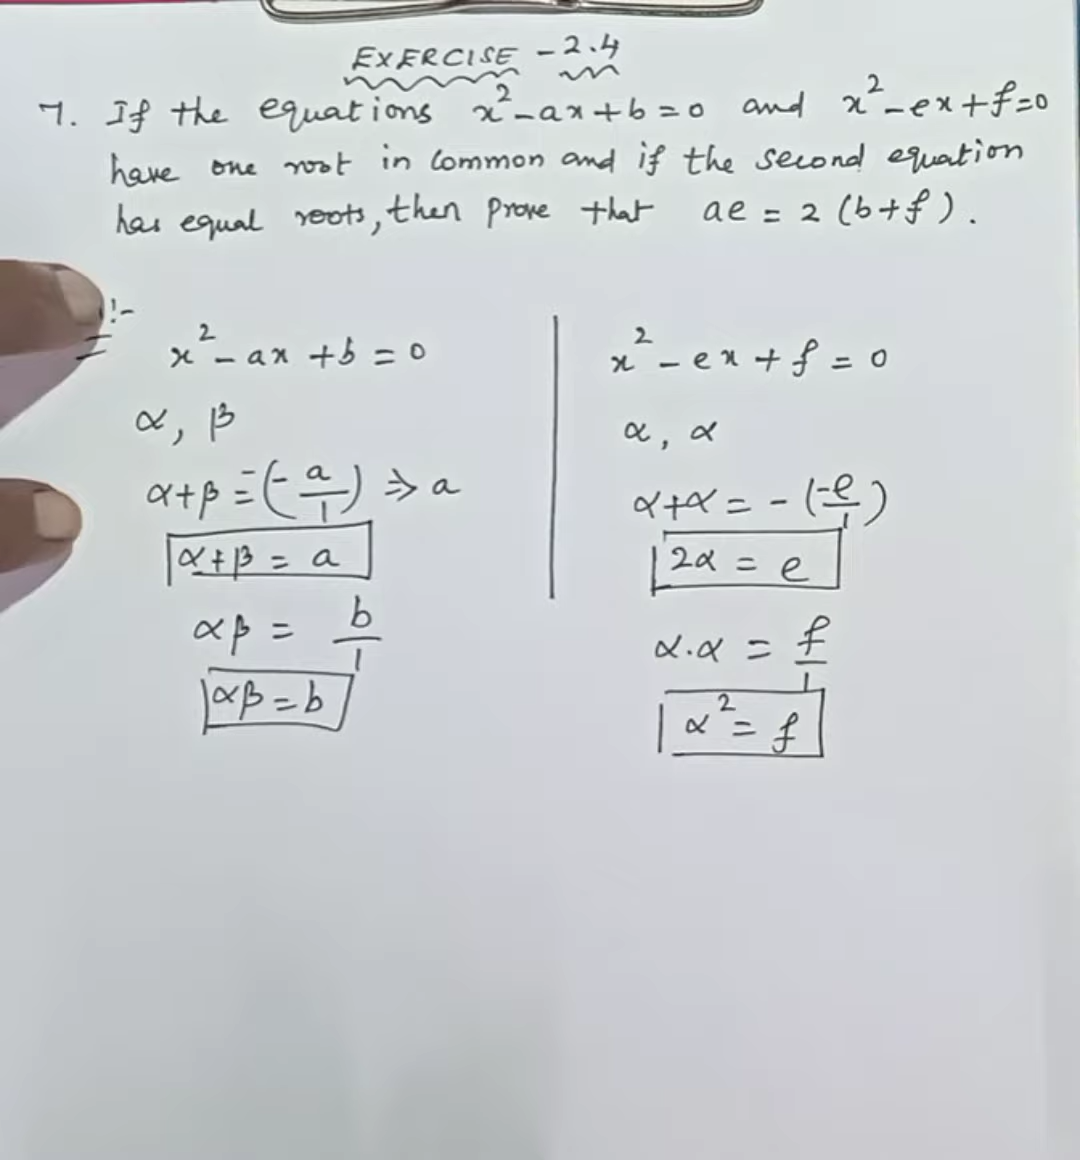 EXERCISE - 2.4
7. If the equations x² - ax + b = 0 and x² - ex + f = 0
have one root in common and if the second equation
has equal roots, then prove that ae = 2 (b + f).
:-
x² - ax + b = 0
α, β
α + β = -(-a/1) ⇒ a
α + β = a
αβ = b/1
αβ = b
x² - ex + f = 0
α, α
α + α = - (-e/1)
2α = e
α.α = f/1
α² = f